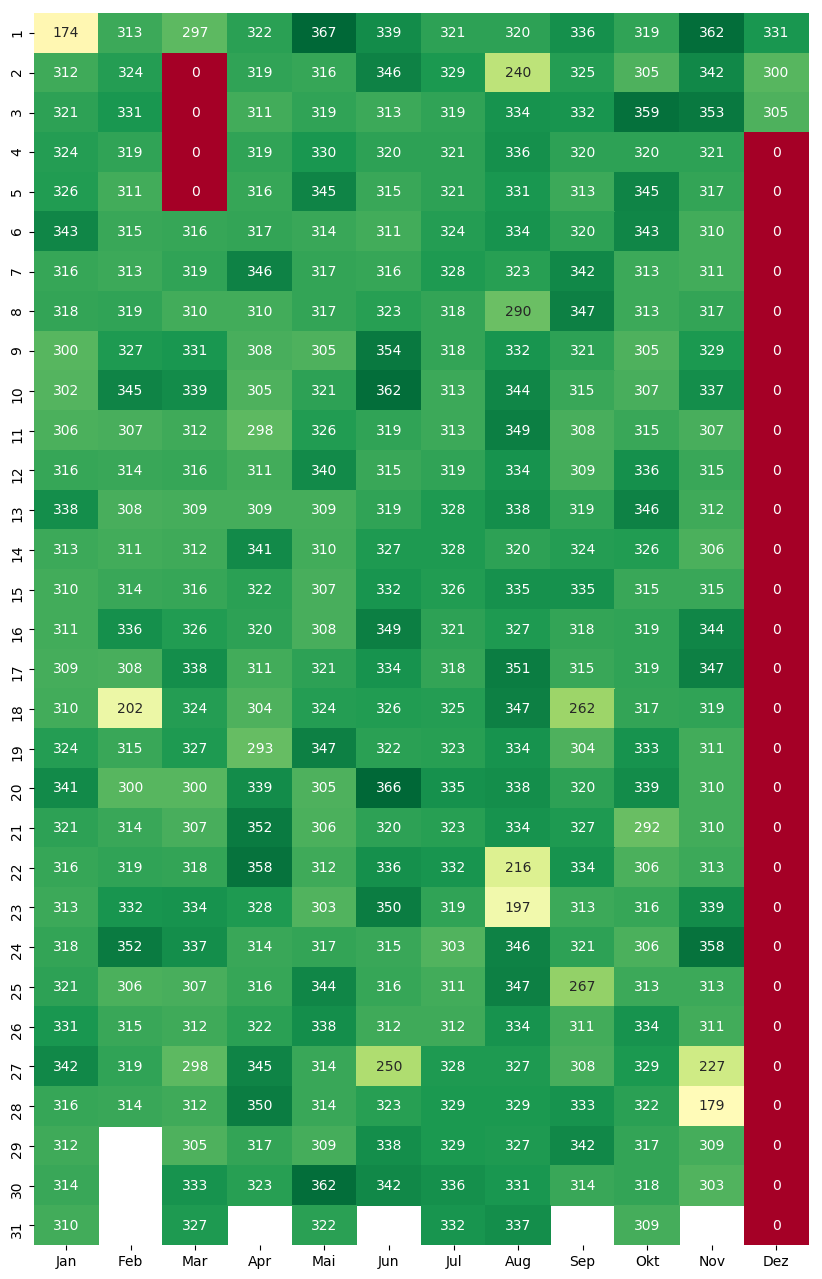 1 174 313 297 322 367 339 321 320 336 319 362 331
2 312 324 0 319 316 346 329 240 325 305 342 300
3 321 331 0 311 319 313 319 334 332 359 353 305
4 324 319 0 319 330 320 321 336 320 320 321 0
5 326 311 0 316 345 315 321 331 313 345 317 0
6 343 315 316 317 314 311 324 334 320 343 310 0
7 316 313 319 346 317 316 328 323 342 313 311 0
8 318 319 310 310 317 323 318 290 347 313 317 0
9 300 327 331 308 305 354 318 332 321 305 329 0
10 302 345 339 305 321 362 313 344 315 307 337 0
11 306 307 312 298 326 319 313 349 308 315 307 0
12 316 314 316 311 340 315 319 334 309 336 315 0
13 338 308 309 309 309 319 328 338 319 346 312 0
14 313 311 312 341 310 327 328 320 324 326 306 0
15 310 314 316 322 307 332 326 335 335 315 315 0
16 311 336 326 320 308 349 321 327 318 319 344 0
17 309 308 338 311 321 334 318 351 315 319 347 0
18 310 202 324 304 324 326 325 347 262 317 319 0
19 324 315 327 293 347 322 323 334 304 333 311 0
20 341 300 300 339 305 366 335 338 320 339 310 0
21 321 314 307 352 306 320 323 334 327 292 310 0
22 316 319 318 358 312 336 332 216 334 306 313 0
23 313 332 334 328 303 350 319 197 313 316 339 0
24 318 352 337 314 317 315 303 346 321 306 358 0
25 321 306 307 316 344 316 311 347 267 313 313 0
26 331 315 312 322 338 312 312 334 311 334 311 0
27 342 319 298 345 314 250 328 327 308 329 227 0
28 316 314 312 350 314 323 329 329 333 322 179 0
29 312 305 317 309 338 329 327 342 317 309 0
30 314 333 323 362 342 336 331 314 318 303 0
31 310 327 322 332 337 309 0
Jan Feb Mar Apr Mai Jun Jul Aug Sep Okt Nov Dez